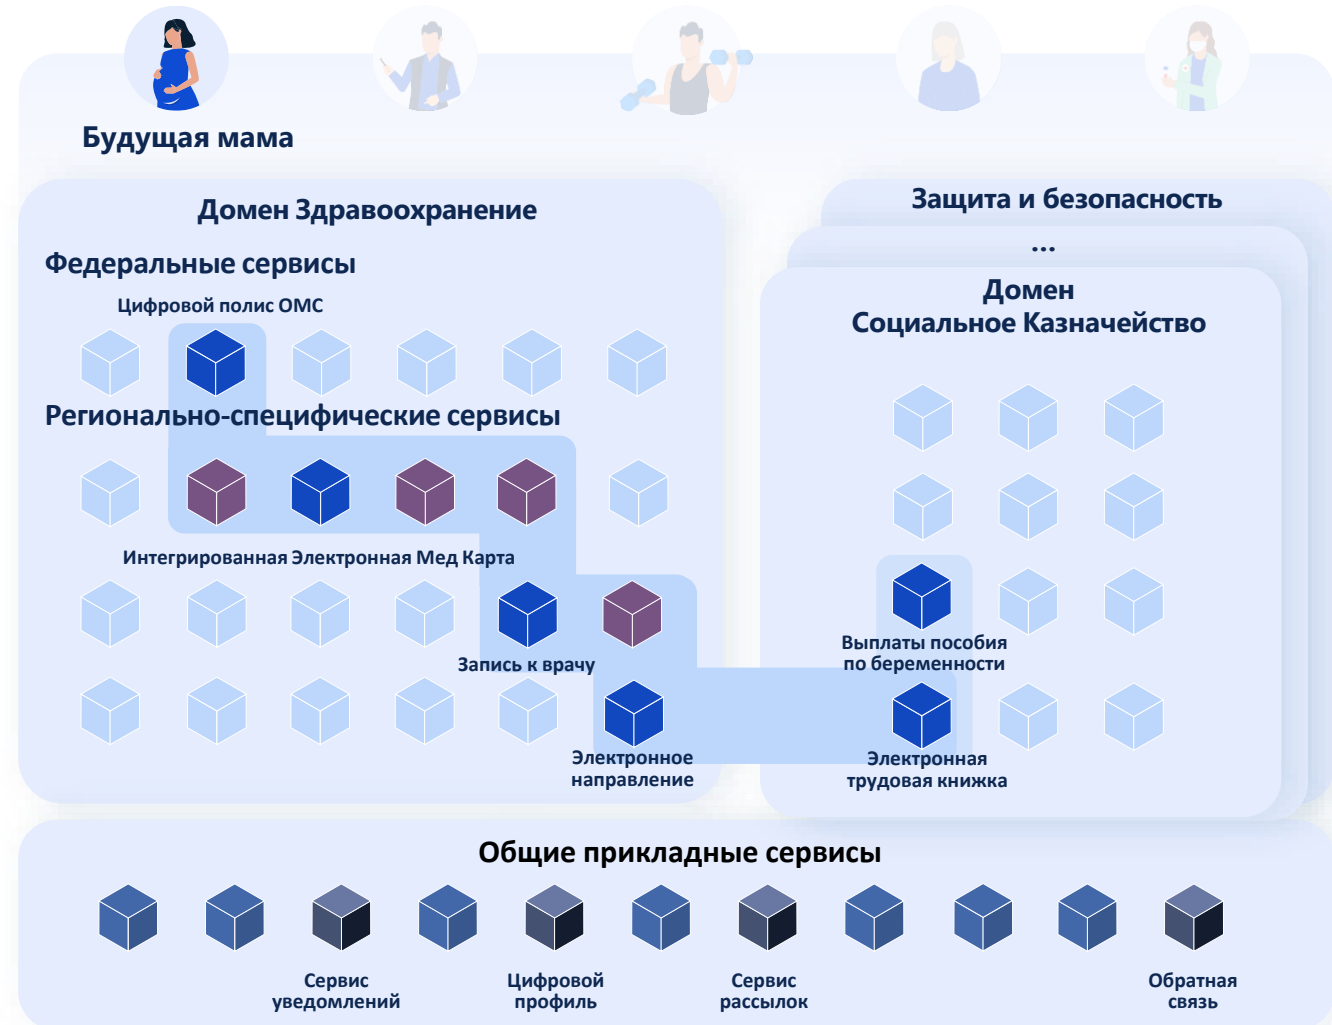 Будущая мама
Домен Здравоохранение
Федеральные сервисы
Цифровой полис ОМС
Регионально-специфические сервисы
Интегрированная Электронная Мед Карта
Запись к врачу
Электронное
направление
Защита и безопасность
...
Домен
Социальное Казначейство
Выплаты пособия
по беременности
Электронная
трудовая книжка
Общие прикладные сервисы
Сервис
уведомлений
Цифровой
профиль
Сервис
рассылок
Обратная
связь